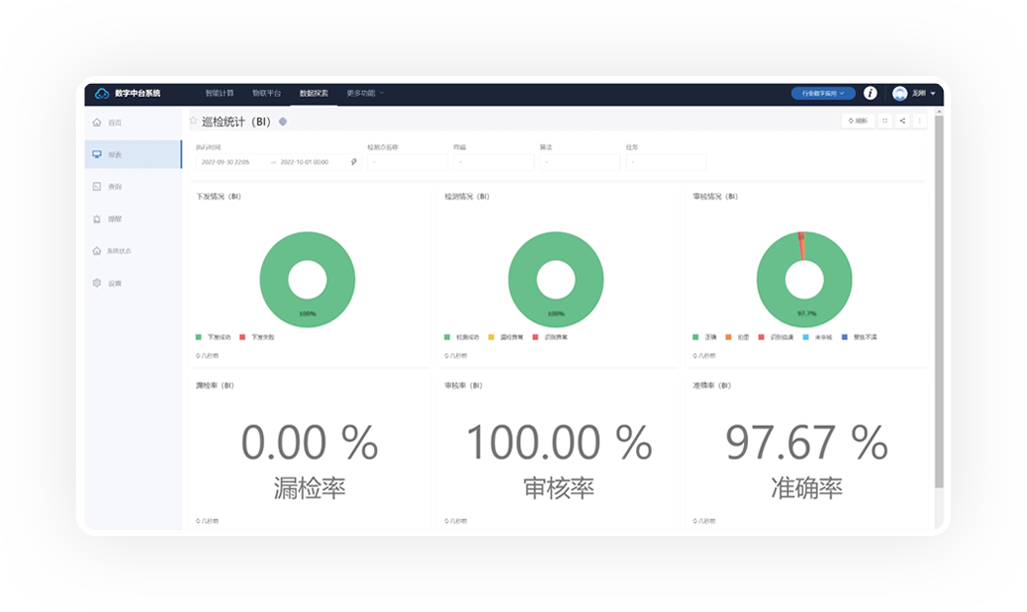 数字中台系统 智能计算 物联平台 数据探索 更多功能 行业数字应用 i 龙刚
首页
巡检统计（BI） 刷新
报表
执行时间 检测点名称 终端 算法 任务
2022-09-30 22:05 → 2022-10-01 00:00 - - - -
查询
下发情况（BI） 检测情况（BI） 审核情况（BI）
提醒
系统状态
设置
100% 100% 97.7%
下发成功 下发失败 检测成功 漏检异常 识别异常 正确 拍歪 识别错误 未审核
几秒前 几秒前 几秒前
漏检率（BI） 审核率（BI） 准确率（BI）
0.00 % 100.00 % 97.67 %
漏检率 审核率 准确率
几秒前 几秒前 几秒前